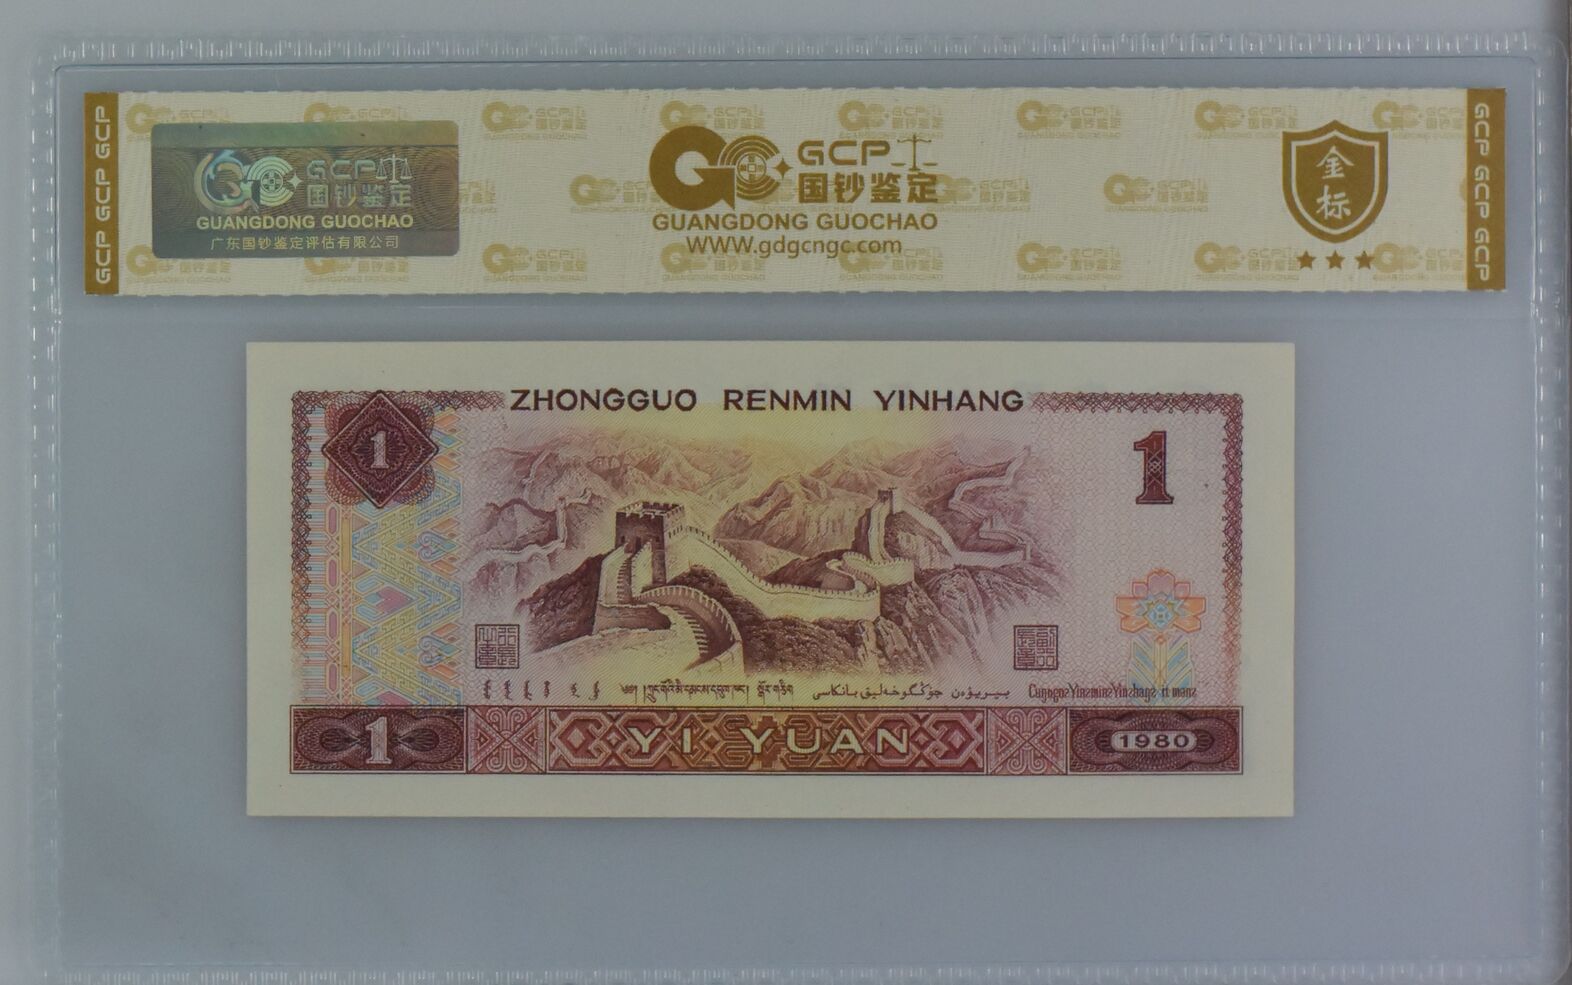 GCP GCP GCP
GCP
国钞鉴定
GUANGDONG GUOCHAO
广东国钞鉴定评估有限公司
GCP
国钞鉴定
GUANGDONG GUOCHAO
WWW.gdgcngc.com
金标
GCP GCP GCP
ZHONGGUO RENMIN YINHANG
1
1
YI YUAN
1
1980